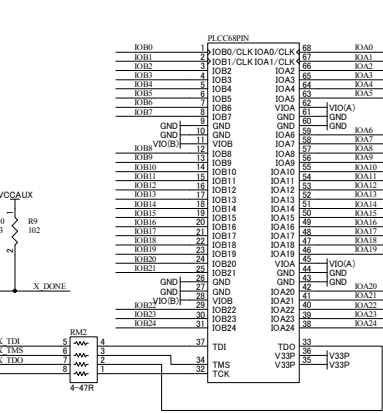 PLCC68PIN
IOB0 1 IOB0/CLK IOA0/CLK 68 IOA0
IOB1 2 IOB1/CLK IOA1/CLK 67 IOA1
IOB2 3 IOB2 IOA2 66 IOA2
IOB3 4 IOB3 IOA3 65 IOA3
IOB4 5 IOB4 IOA4 64 IOA4
IOB5 6 IOB5 IOA5 63 IOA5
IOB6 7 IOB6 VIOA 62 VIO(A)
IOB7 8 IOB7 GND 61 GND
GND 9 GND GND 60 GND
GND 10 GND IOA6 59 IOA6
VIO(B) 11 VIOB IOA7 58 IOA7
IOB8 12 IOB8 IOA8 57 IOA8
IOB9 13 IOB9 IOA9 56 IOA9
IOB10 14 IOB10 IOA10 55 IOA10
IOB11 15 IOB11 IOA11 54 IOA11
IOB12 16 IOB12 IOA12 53 IOA12
IOB13 17 IOB13 IOA13 52 IOA13
IOB14 18 IOB14 IOA14 51 IOA14
IOB15 19 IOB15 IOA15 50 IOA15
IOB16 20 IOB16 IOA16 49 IOA16
IOB17 21 IOB17 IOA17 48 IOA17
IOB18 22 IOB18 IOA18 47 IOA18
IOB19 23 IOB19 IOA19 46 IOA19
IOB20 24 IOB20 VIOA 45 VIO(A)
IOB21 25 IOB21 GND 44 GND
GND 26 GND GND 43 GND
GND 27 GND IOA20 42 IOA20
VIO(B) 28 VIOB IOA21 41 IOA21
IOB22 29 IOB22 IOA22 40 IOA22
IOB23 30 IOB23 IOA23 39 IOA23
IOB24 31 IOB24 IOA24 38 IOA24
37 TDI TDO 33
V33P 36 V33P
34 TMS V33P 35 V33P
32 TCK
VCCAUX
1
R9
102
2
X_DONE
RM2
TDI 5 4
TMS 6 3
TDO 7 2
8 1
4-47R